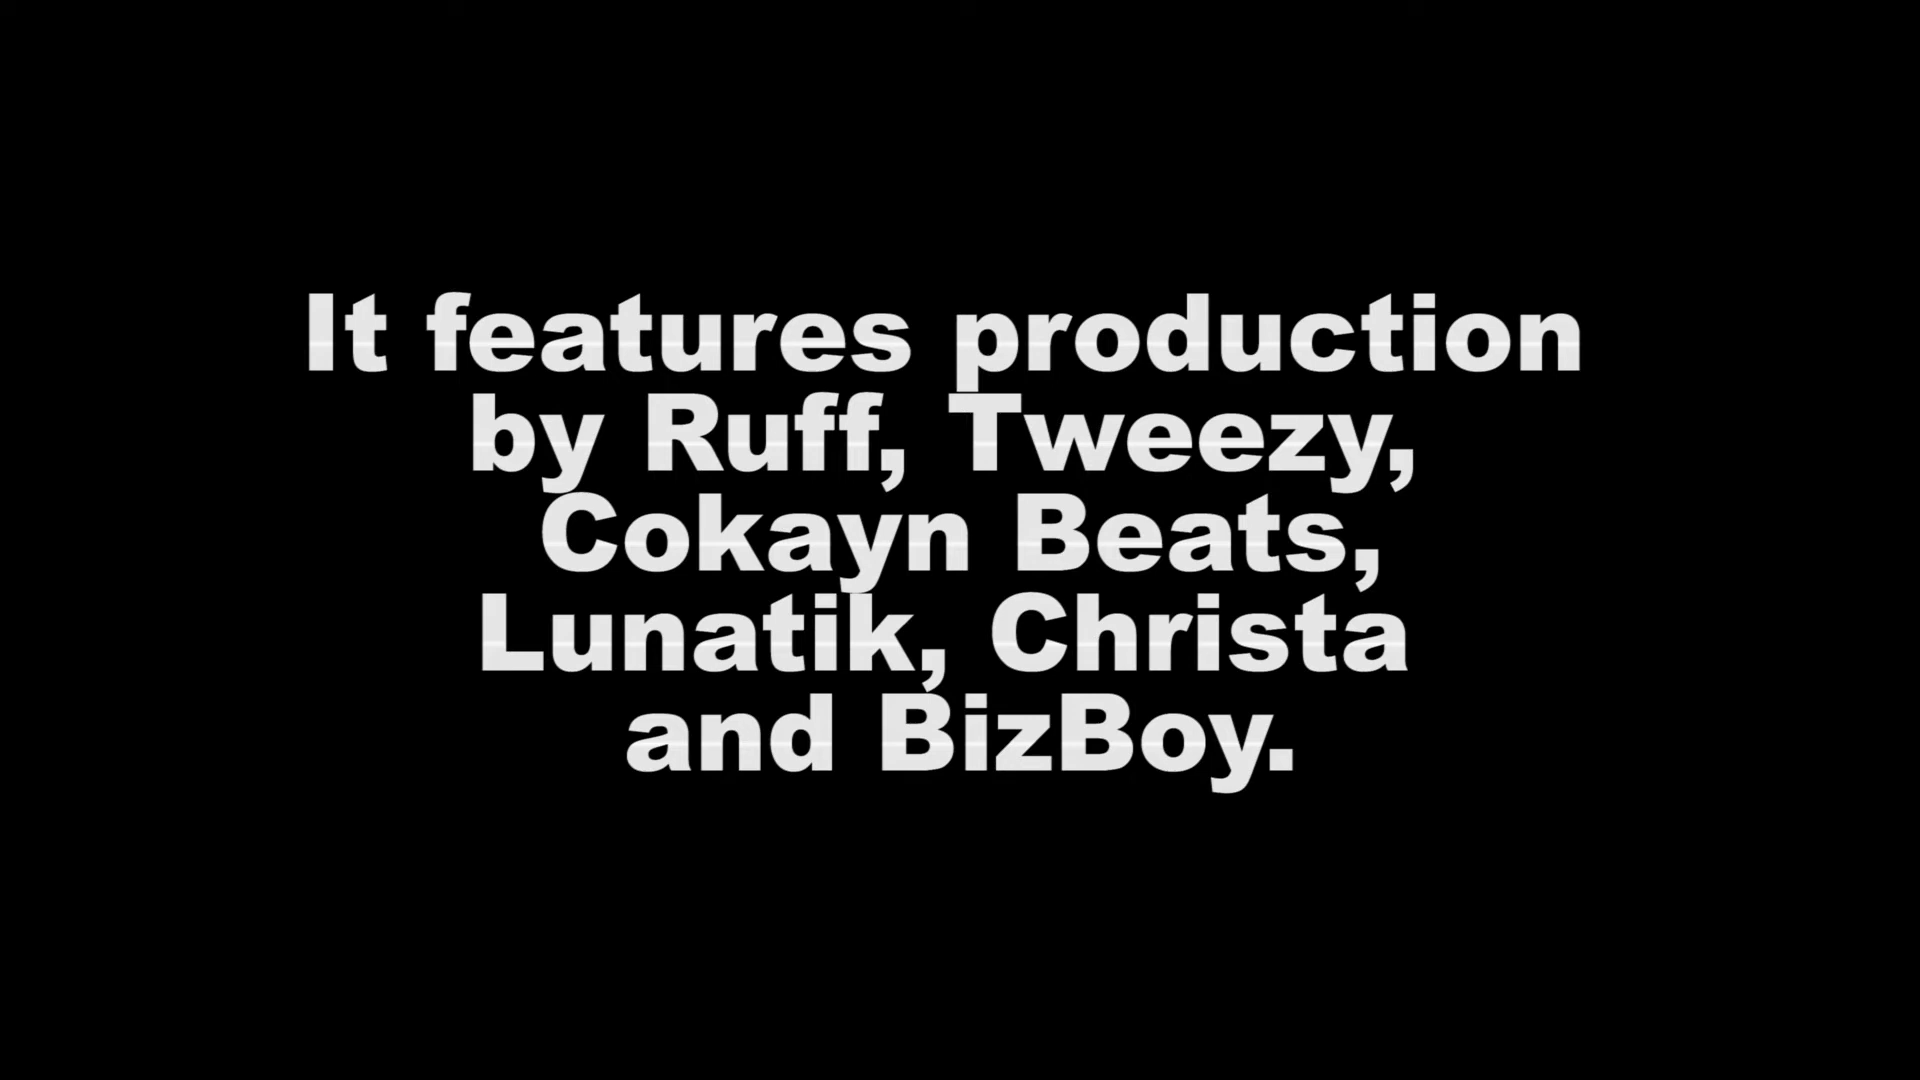 It features production
by Ruff, Tweezy,
Cokayn Beats,
Lunatik, Christa
and BizBoy.